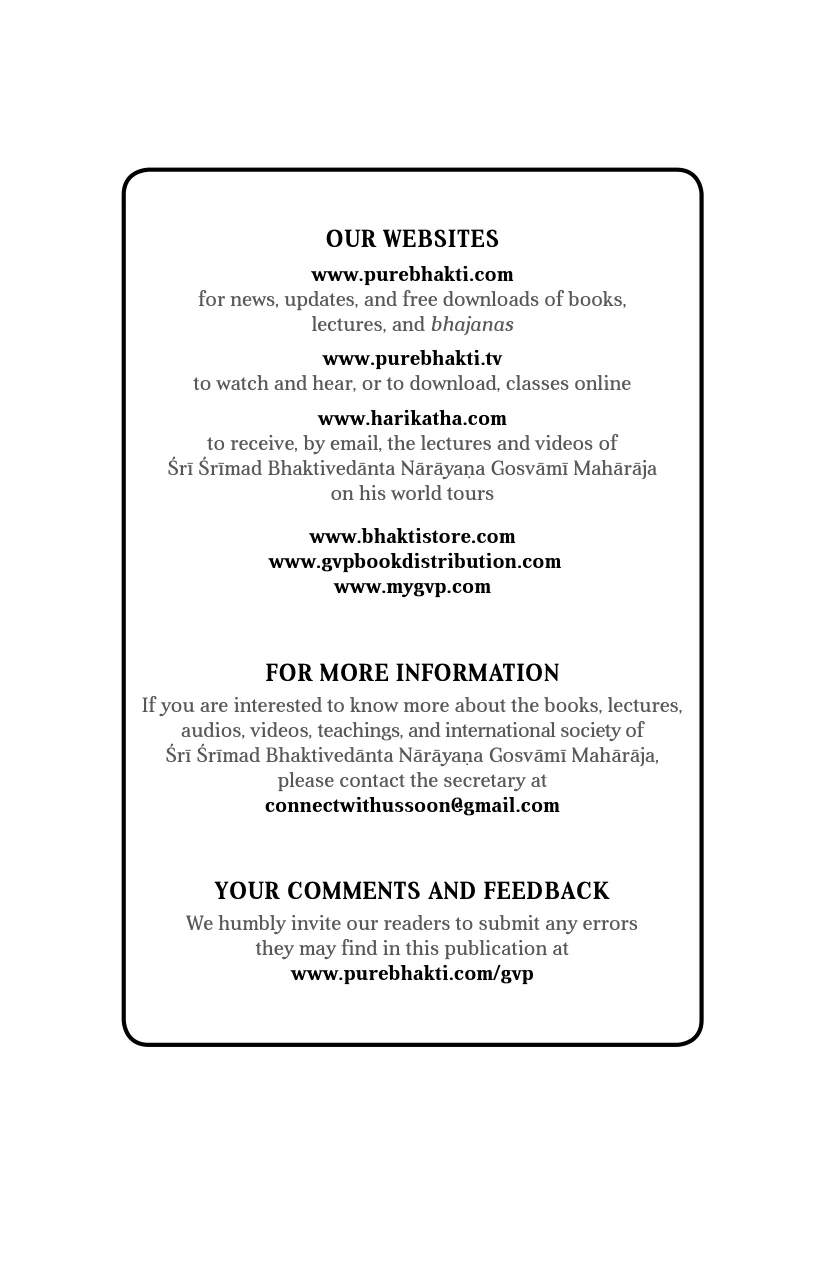 OUR WEBSITES
www.purebhakti.com
for news, updates, and free downloads of books,
lectures, and bhajanas
www.purebhakti.tv
to watch and hear, or to download, classes online
www.harikatha.com
to receive, by email, the lectures and videos of
Śrī Śrīmad Bhaktivedānta Nārāyaṇa Gosvāmī Mahārāja
on his world tours
www.bhaktistore.com
www.gvpbookdistribution.com
www.mygvp.com
FOR MORE INFORMATION
If you are interested to know more about the books, lectures,
audios, videos, teachings, and international society of
Śrī Śrīmad Bhaktivedānta Nārāyaṇa Gosvāmī Mahārāja,
please contact the secretary at
connectwithussoon@gmail.com
YOUR COMMENTS AND FEEDBACK
We humbly invite our readers to submit any errors
they may find in this publication at
www.purebhakti.com/gvp